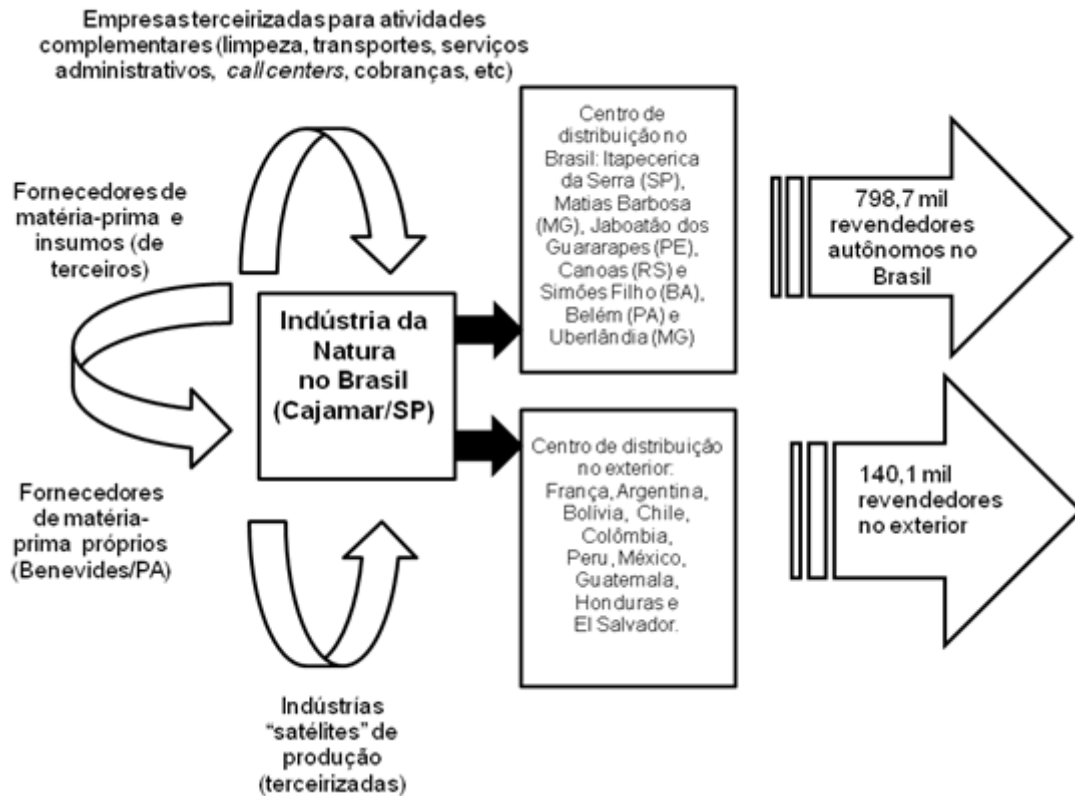 Empresas terceirizadas para atividades
complementares (limpeza, transportes, serviços
administrativos, callcenters, cobranças, etc)
Fornecedores de
matéria-prima e
insumos (de
terceiros)
Fornecedores
de matéria-
prima próprios
(Benevides/PA)
Indústria da
Natura
no Brasil
(Cajamar/SP)
Indústrías
“satélites” de
produção
(terceirizadas)
Centro de
distribuição no
Brasil: Itapecerica
da Serra (SP),
Matias Barbosa
(MG), Jaboatão dos
Guararapes (PE),
Canoas (RS) e
Simões Filho (BA),
Belém (PA) e
Uberlândia (MG)
Centro de distribuição
no exterior:
França, Argentina,
Bolívia, Chile,
Colômbia,
Peru, México,
Guatemala,
Honduras e
El Salvador.
798,7 mil
revendedores
autônomos no
Brasil
140,1 mil
revendedores
no exterior